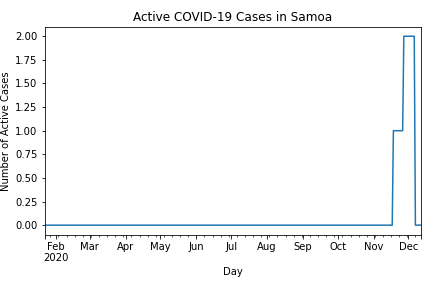 Active COVID-19 Cases in Samoa
Number of Active Cases
2.00
1.75
1.50
1.25
1.00
0.75
0.50
0.25
0.00
Feb Mar Apr May Jun Jul Aug Sep Oct Nov Dec
2020
Day